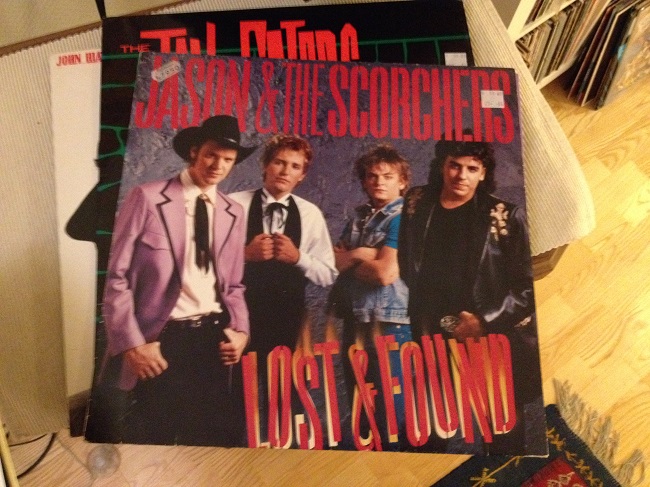 JOHN
THE
JASON & THE SCORCHERS
LOST & FOUND